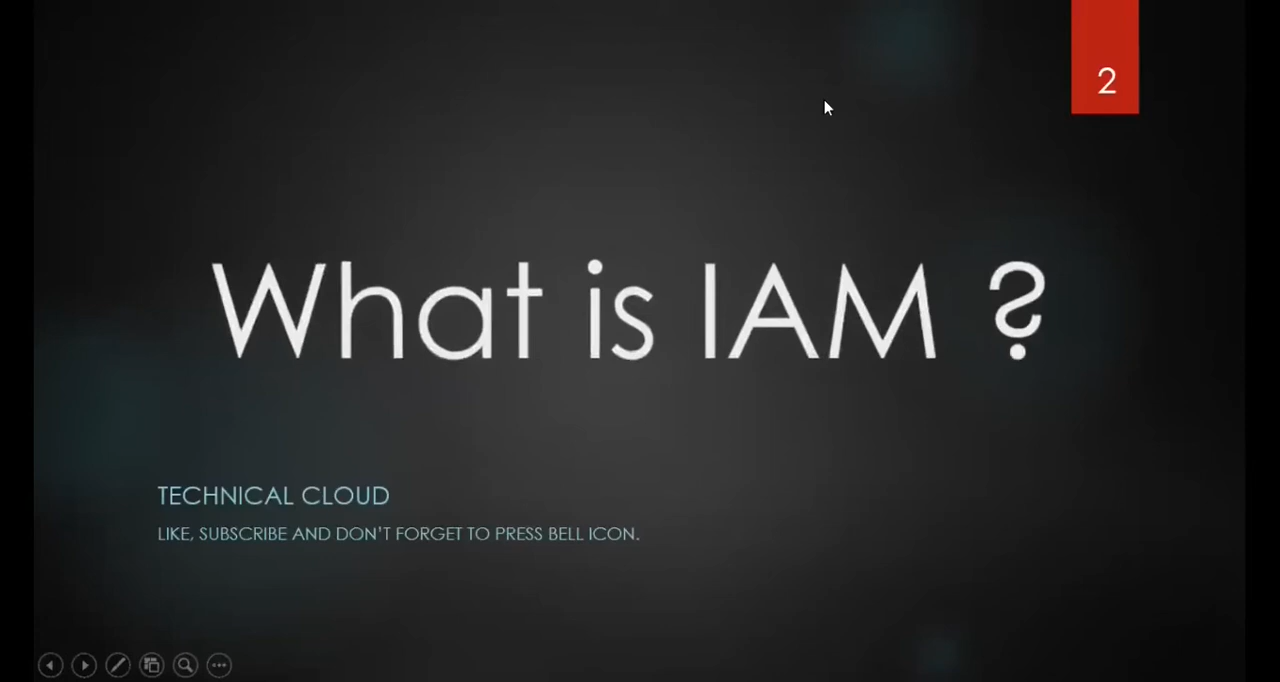 2
What is IAM ?
TECHNICAL CLOUD
LIKE, SUBSCRIBE AND DON'T FORGET TO PRESS BELL ICON.